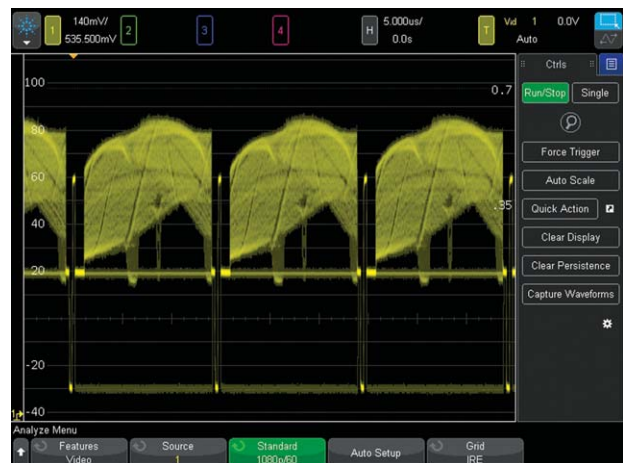 1 140mV/ 2 3 4 H 5.000us/ T Vid 1 0.0V
535.500mV 0.0s Auto
Ctrls
Run/Stop Single
Force Trigger
Auto Scale
Quick Action
Clear Display
Clear Persistence
Capture Waveforms
100 0.7
80
60
40 .35
20
-20
-40
Analyze Menu
Features Source Standard Auto Setup Grid
Video 1 1080p/60 IRE